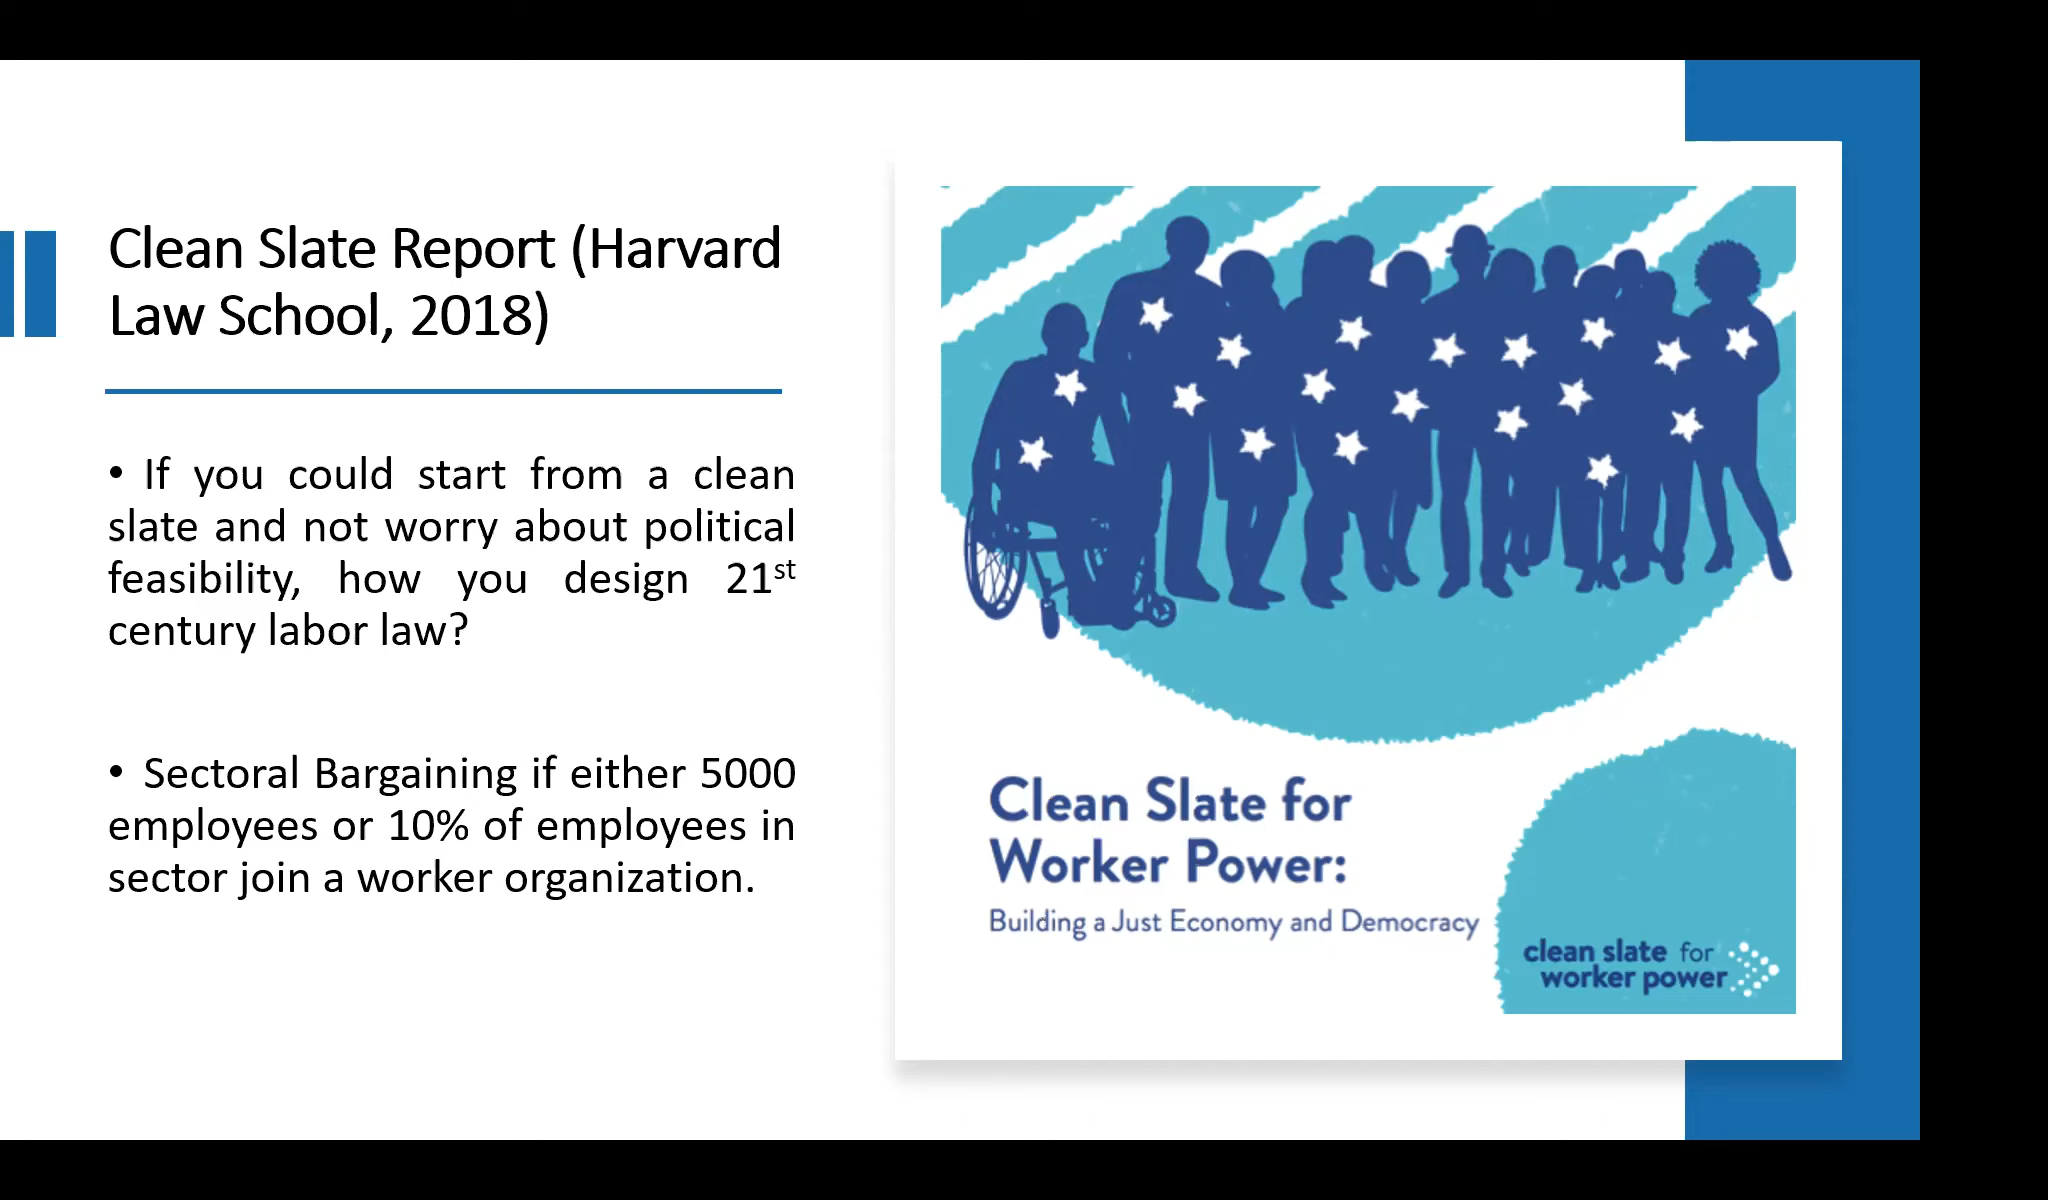 Clean Slate Report (Harvard
Law School, 2018)
• If you could start from a clean
slate and not worry about political
feasibility, how you design 21st
century labor law?
• Sectoral Bargaining if either 5000
employees or 10% of employees in
sector join a worker organization.
Clean Slate for
Worker Power:
Building a Just Economy and Democracy
clean slate for
worker power